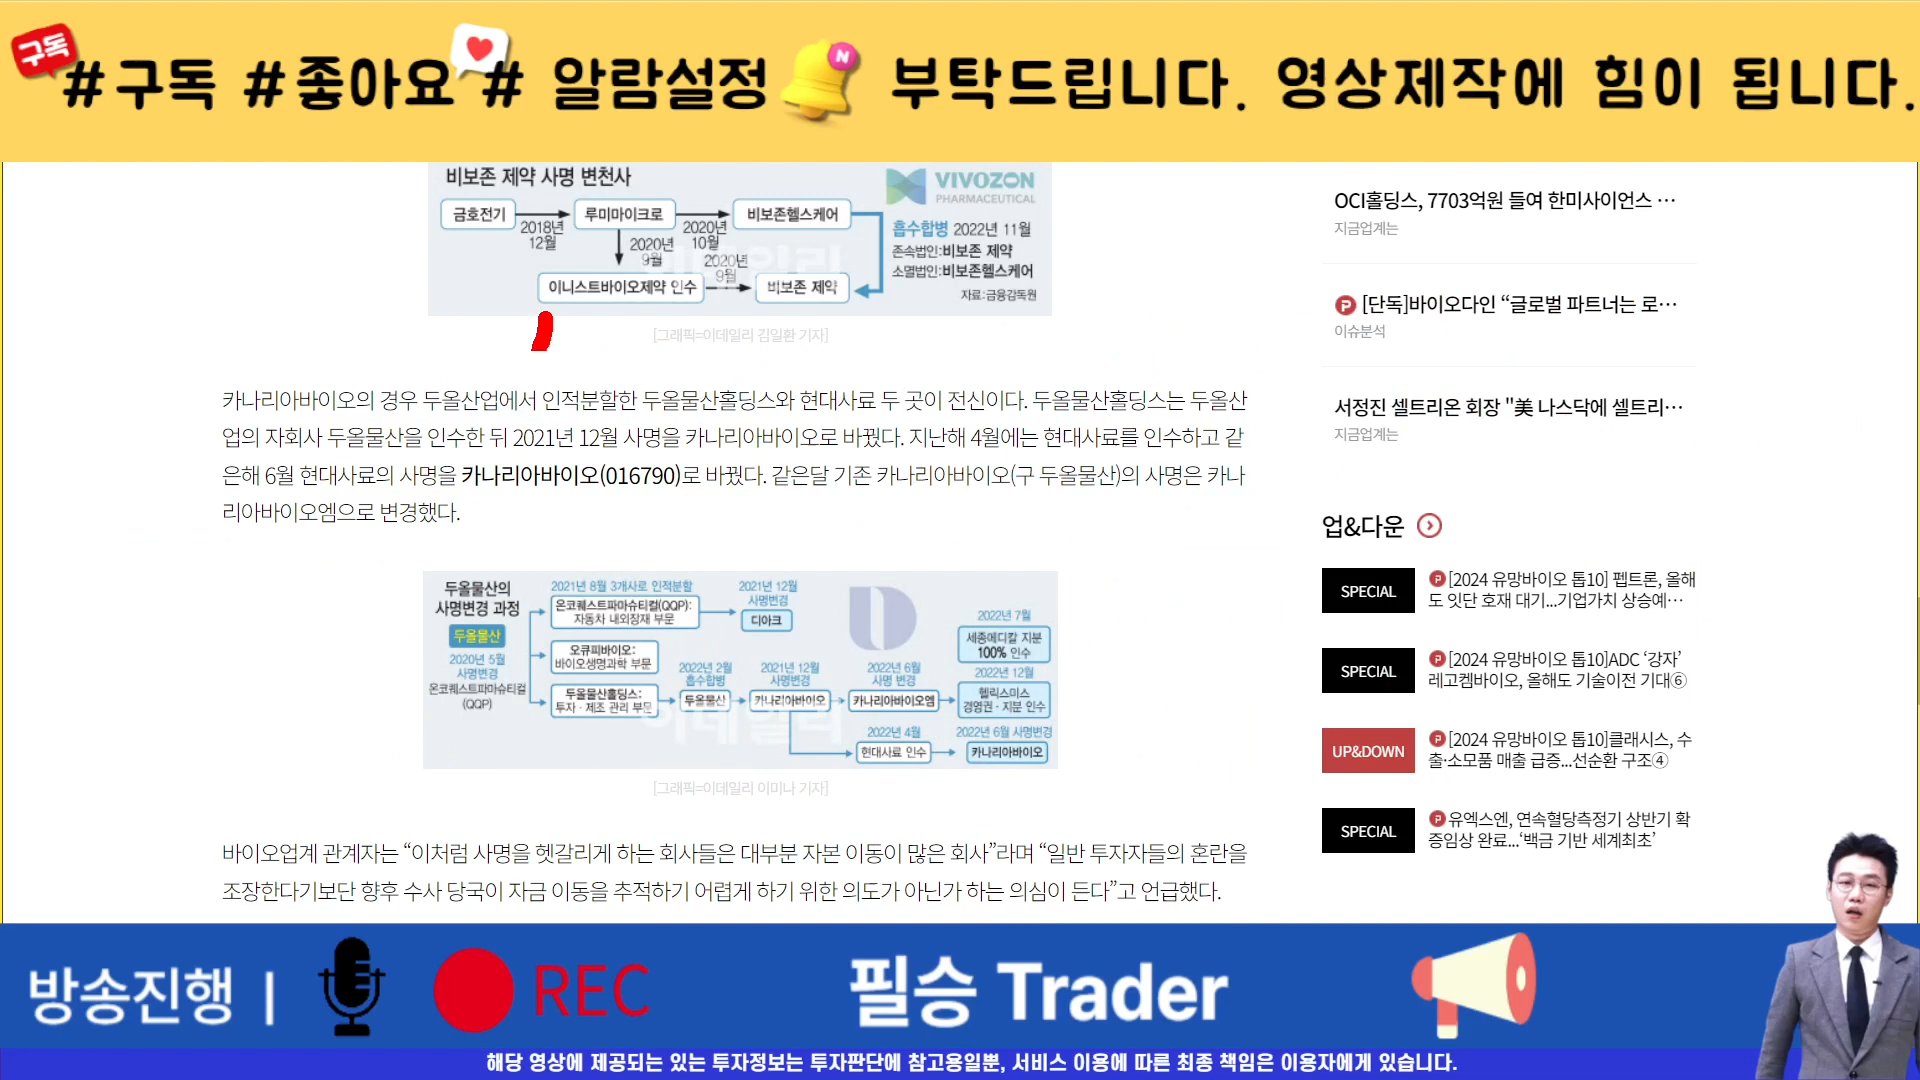 구독
#구독 #좋아요 # 알람설정 N 부탁드립니다. 영상제작에 힘이 됩니다.
비보존 제약 사명 변천사
VIVOZON
PHARMACEUTICAL
금호전기
2018년
12월
루미마이크로
2020년
10월
비보존헬스케어
흡수합병 2022년 11월
존속법인:비보존 제약
소멸법인:비보존헬스케어
2020년
9월
2020년
9월
이니스트바이오제약 인수
비보존 제약
자료:금융감독원
이데일리
[그래픽=이데일리 김일환 기자]
카나리아바이오의 경우 두올산업에서 인적분할한 두올물산홀딩스와 현대사료 두 곳이 전신이다. 두올물산홀딩스는 두올산
업의 자회사 두올물산을 인수한 뒤 2021년 12월 사명을 카나리아바이오로 바꿨다. 지난해 4월에는 현대사료를 인수하고 같
은해 6월 현대사료의 사명을 카나리아바이오(016790)로 바꿨다. 같은달 기존 카나리아바이오(구 두올물산)의 사명은 카나
리아바이오엠으로 변경했다.
두올물산의
사명변경 과정
두올물산
2020년 5월
사명변경
온코퀘스트파마슈티컬
(QQP)
2021년 8월 3개사로 인적분할
온코퀘스트파마슈티컬(QQP):
자동차 내외장재 부문
2021년 12월
사명변경
디아크
오큐피바이오:
바이오생명과학 부문
두올물산홀딩스:
투자·제조 관리 부문
2022년 2월
흡수합병
두올물산
2021년 12월
사명변경
카나리아바이오
2022년 6월
사명 변경
카나리아바이오엠
2022년 7월
세종메디칼 지분
100% 인수
2022년 12월
헬릭스미스
경영권·지분 인수
2022년 4월
현대사료 인수
2022년 6월 사명변경
카나리아바이오
이데일리
[그래픽=이데일리 이미나 기자]
바이오업계 관계자는 “이처럼 사명을 헷갈리게 하는 회사들은 대부분 자본 이동이 많은 회사”라며 “일반 투자자들의 혼란을
조장한다기보단 향후 수사 당국이 자금 이동을 추적하기 어렵게 하기 위한 의도가 아닌가 하는 의심이 든다”고 언급했다.
OCI홀딩스, 7703억원 들여 한미사이언스 …
지금업계는
P [단독]바이오다인 “글로벌 파트너는 로…
이슈분석
서정진 셀트리온 회장 "美 나스닥에 셀트리…
지금업계는
업&다운
SPECIAL
P [2024 유망바이오 톱10] 펩트론, 올해
도 잇단 호재 대기...기업가치 상승예…
SPECIAL
P [2024 유망바이오 톱10]ADC ‘강자’
레고켐바이오, 올해도 기술이전 기대⑥
UP&DOWN
P [2024 유망바이오 톱10]클래시스, 수
출·소모품 매출 급증...선순환 구조④
SPECIAL
P 유엑스엔, 연속혈당측정기 상반기 확
증임상 완료...‘백금 기반 세계최초’
방송진행 | REC 필승 Trader
해당 영상에 제공되는 있는 투자정보는 투자판단에 참고용일뿐, 서비스 이용에 따른 최종 책임은 이용자에게 있습니다.